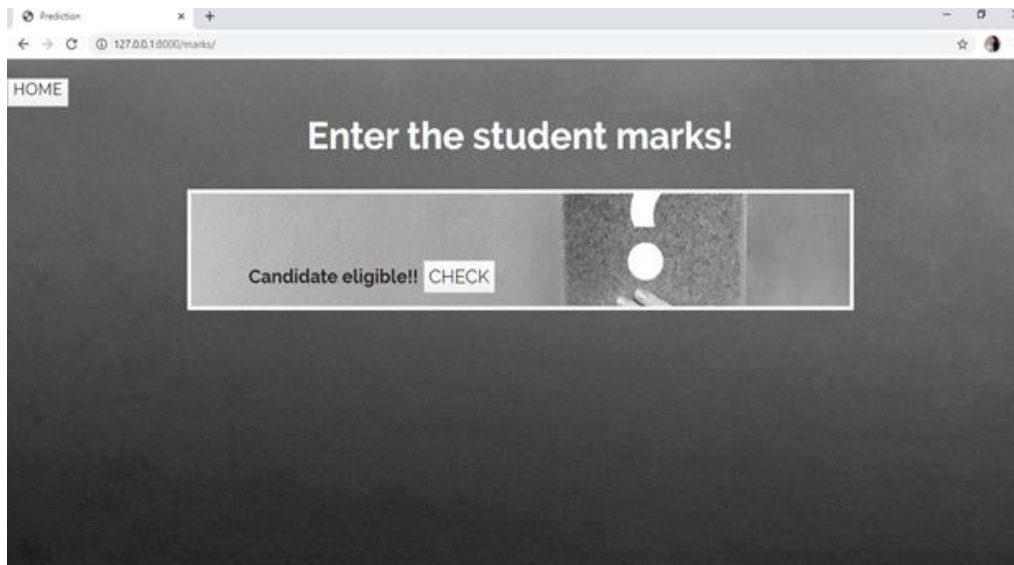 Prediction
127.0.0.1:8000/marks/
HOME
Enter the student marks!
Candidate eligible!! CHECK